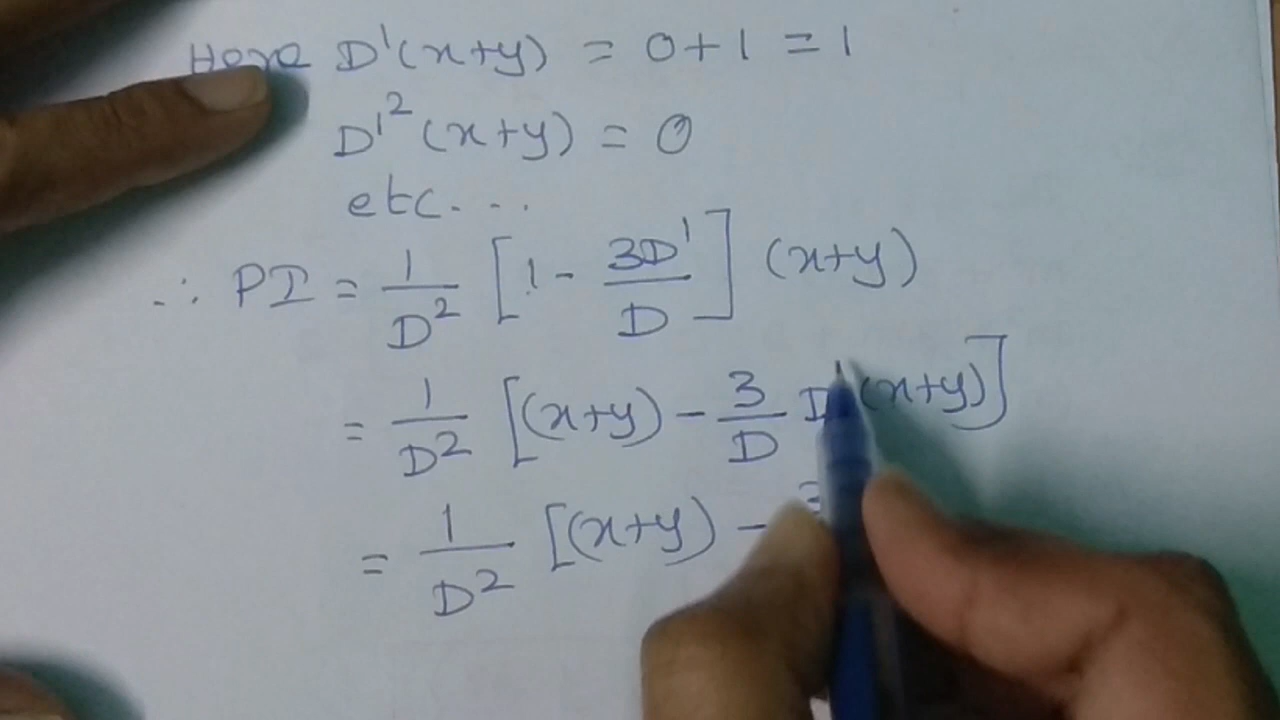 Here D'(x+y) = 0+1 = 1
D'²(x+y) = 0
etc...
∴ PI = 1/D² [1 - 3D'/D] (x+y)
= 1/D² [(x+y) - 3/D D'(x+y)]
= 1/D² [(x+y) -